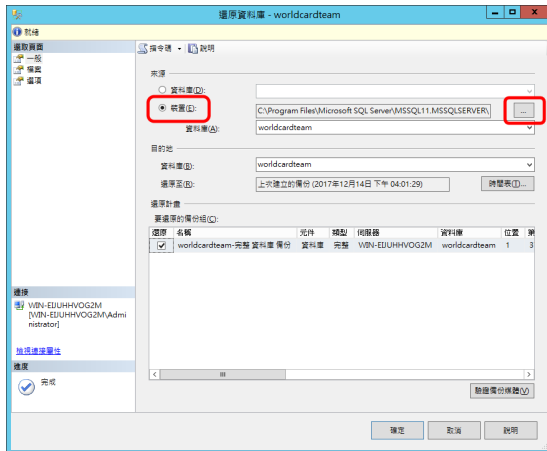 還原資料庫 - worldcardteam
就緒
選取頁面
一般
檔案
選項
指令碼 說明
來源
資料庫(D):
裝置(E): C:\Program Files\Microsoft SQL Server\MSSQL11.MSSQLSERVER\ ...
資料庫(A): worldcardteam
目的地
資料庫(B): worldcardteam
還原至(R): 上次建立的備份 (2017年12月14日 下午 04:01:29) 時間表(T)...
還原計畫
要還原的備份組(C):
還原 名稱 元件 類型 伺服器 資料庫 位置 第
worldcardteam-完整 資料庫 備份 資料庫 完整 WIN-EIJUHHVOG2M worldcardteam 1 3
連接
WIN-EIJUHHVOG2M
[WIN-EIJUHHVOG2M\Admi
nistrator]
檢視連接屬性
進度
完成
驗證備份媒體(V)
確定 取消 說明